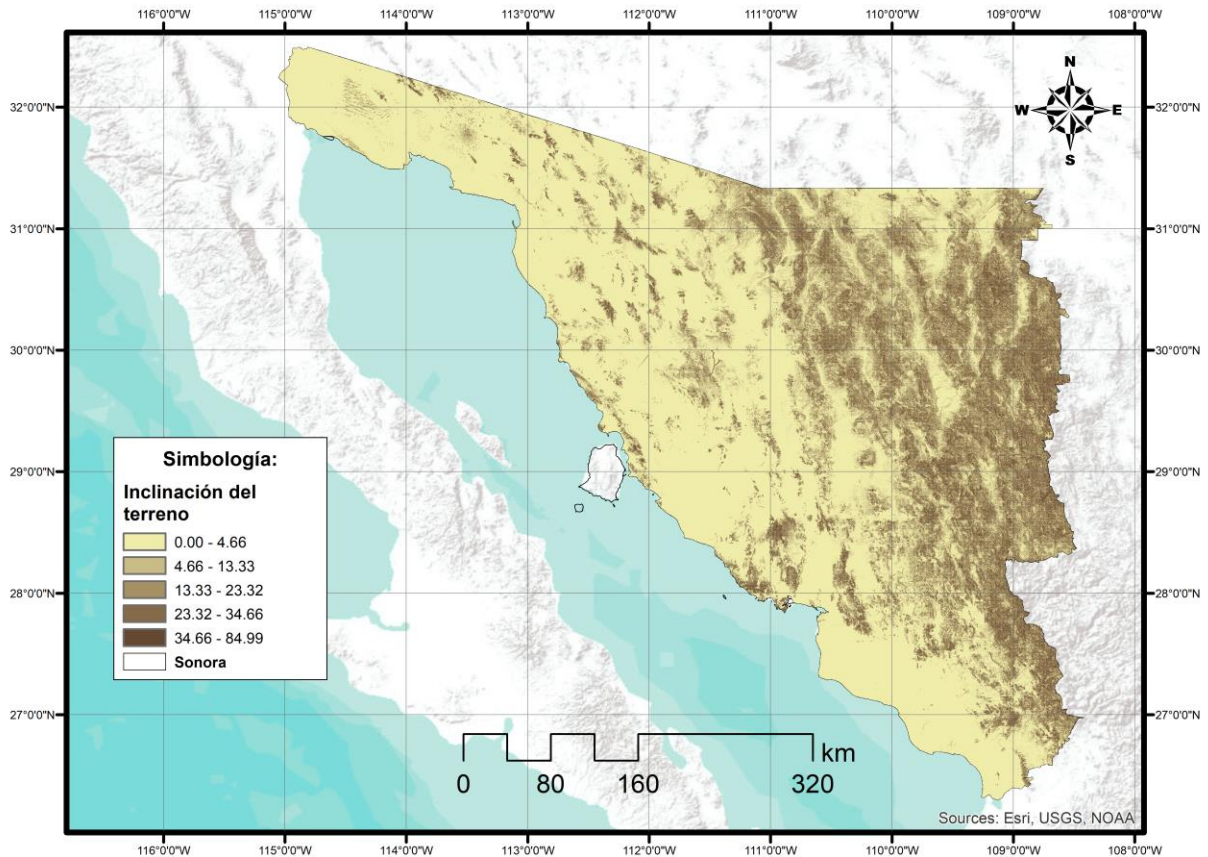 116°0'0"W 115°0'0"W 114°0'0"W 113°0'0"W 112°0'0"W 111°0'0"W 110°0'0"W 109°0'0"W 108°0'0"W
N
W E
S
32°0'0"N 32°0'0"N
31°0'0"N 31°0'0"N
30°0'0"N 30°0'0"N
29°0'0"N 29°0'0"N
28°0'0"N 28°0'0"N
27°0'0"N 27°0'0"N
Simbología:
Inclinación del
terreno
0.00 - 4.66
4.66 - 13.33
13.33 - 23.32
23.32 - 34.66
34.66 - 84.99
Sonora
km
0 80 160 320
Sources: Esri, USGS, NOAA
116°0'0"W 115°0'0"W 114°0'0"W 113°0'0"W 112°0'0"W 111°0'0"W 110°0'0"W 109°0'0"W 108°0'0"W